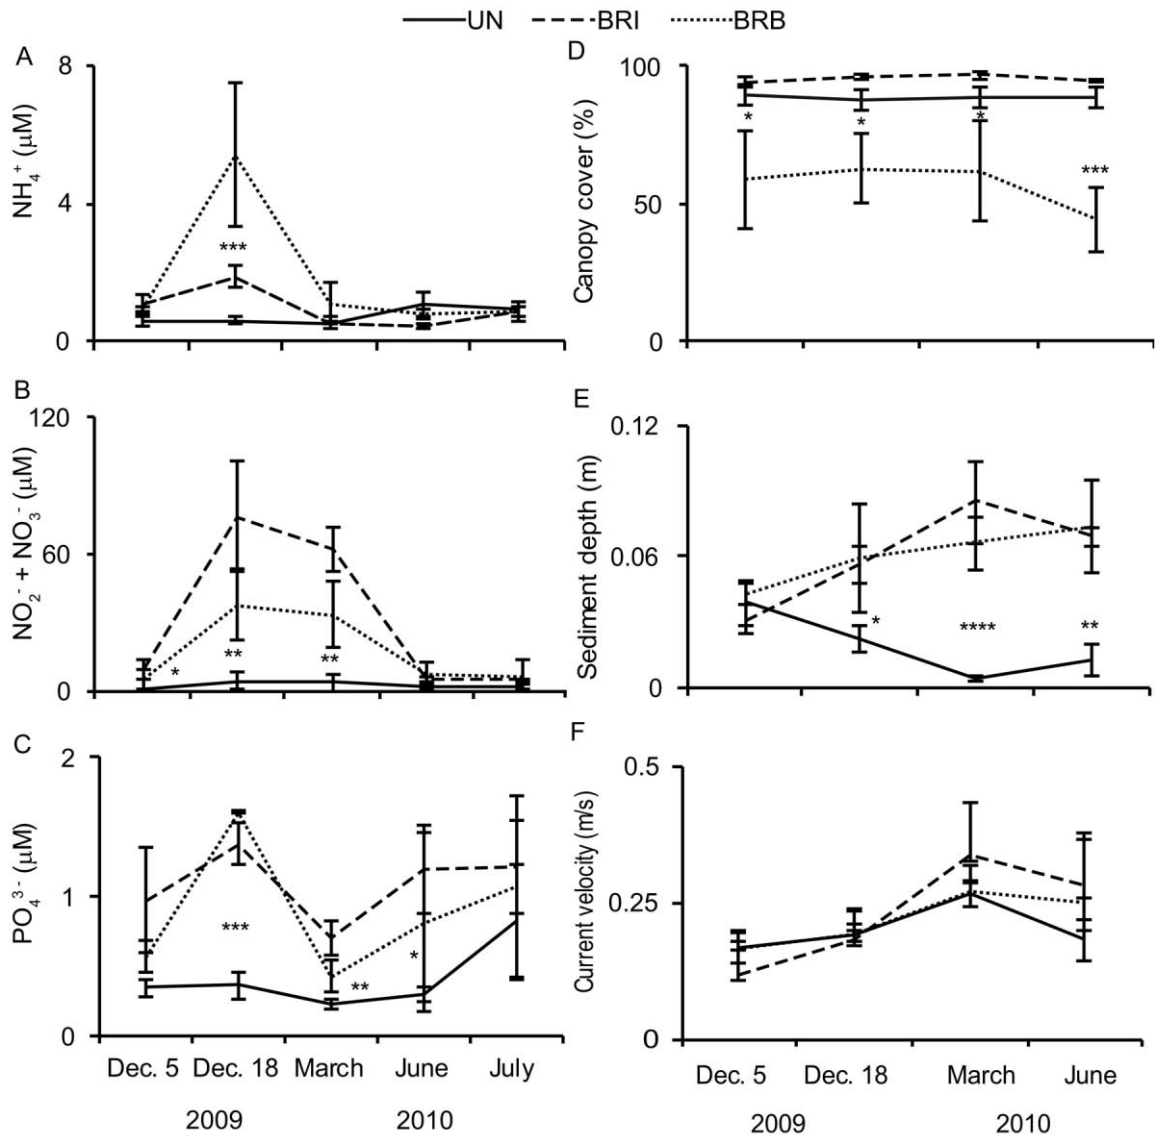 UN BRI BRB
A
8
4
0
NH₄⁺ (μM)
***
B
120
60
0
NO₂⁻ + NO₃⁻ (μM)
*
**
**
C
2
1
0
PO₄³⁻ (μM)
***
**
*
Dec. 5 Dec. 18 March June July
2009 2010
D
100
50
0
Canopy cover (%)
*
*
*
***
E
0.12
0.06
0
Sediment depth (m)
*
****
**
F
0.5
0.25
0
Current velocity (m/s)
Dec. 5 Dec. 18 March June
2009 2010